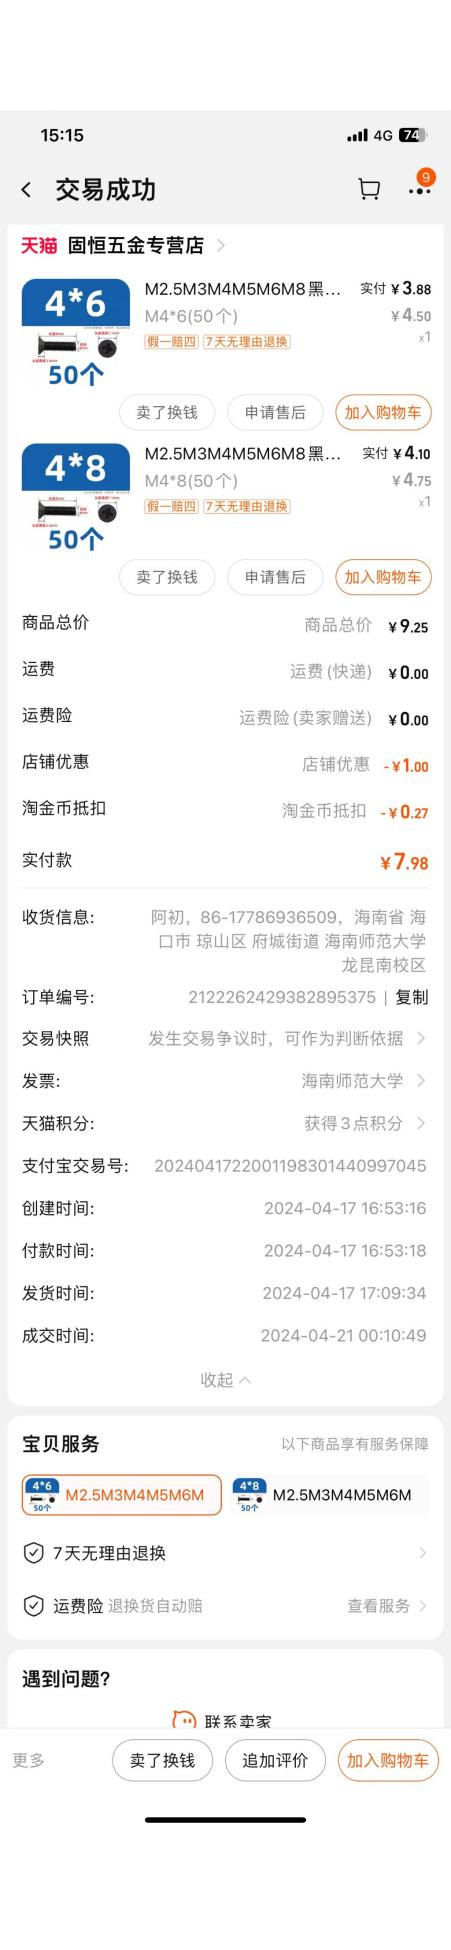 15:15
4G 74
交易成功
9
天猫 固恒五金专营店
4*6
50个
M2.5M3M4M5M6M8黑... 实付 ¥3.88
M4*6(50个) ¥4.50
假一赔四 7天无理由退换 x1
卖了换钱 申请售后 加入购物车
4*8
50个
M2.5M3M4M5M6M8黑... 实付 ¥4.10
M4*8(50个) ¥4.75
假一赔四 7天无理由退换 x1
卖了换钱 申请售后 加入购物车
商品总价 商品总价 ¥9.25
运费 运费(快递) ¥0.00
运费险 运费险(卖家赠送) ¥0.00
店铺优惠 店铺优惠 -¥1.00
淘金币抵扣 淘金币抵扣 -¥0.27
实付款 ¥7.98
收货信息: 阿初，86-17786936509，海南省 海
口市 琼山区 府城街道 海南师范大学
龙昆南校区
订单编号: 2122262429382895375 | 复制
交易快照 发生交易争议时，可作为判断依据
发票: 海南师范大学
天猫积分: 获得3点积分
支付宝交易号: 2024041722001198301440997045
创建时间: 2024-04-17 16:53:16
付款时间: 2024-04-17 16:53:18
发货时间: 2024-04-17 17:09:34
成交时间: 2024-04-21 00:10:49
收起
宝贝服务 以下商品享有服务保障
4*6 50个 M2.5M3M4M5M6M 4*8 50个 M2.5M3M4M5M6M
7天无理由退换
运费险 退换货自动赔 查看服务
遇到问题?
联系卖家
更多 卖了换钱 追加评价 加入购物车